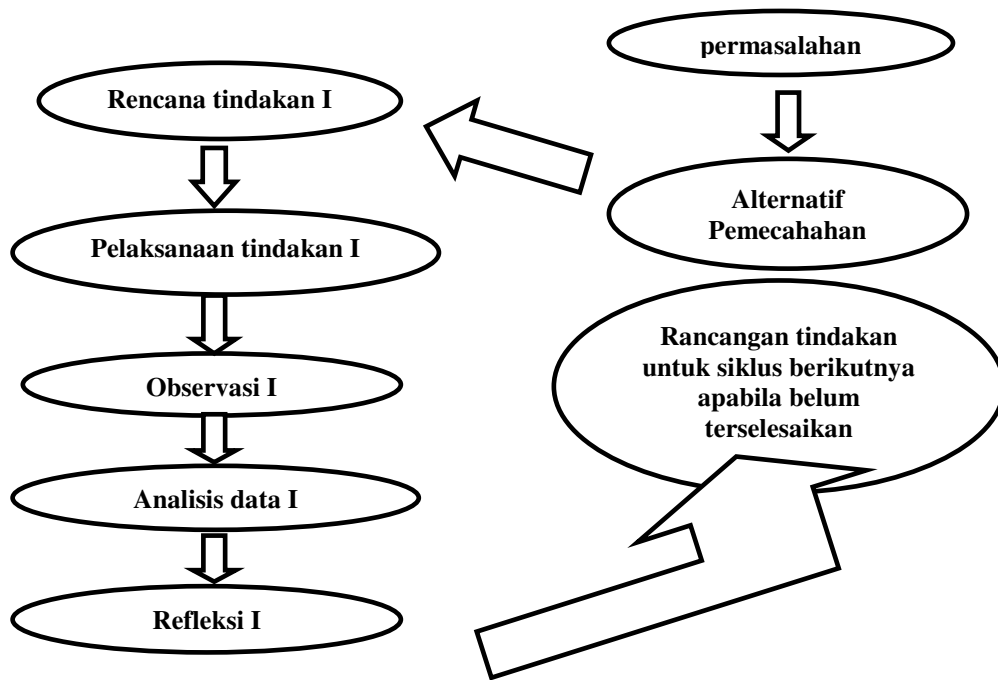 permasalahan
Alternatif
Pemecahahan
Rencana tindakan I
Pelaksanaan tindakan I
Observasi I
Analisis data I
Refleksi I
Rancangan tindakan
untuk siklus berikutnya
apabila belum
terselesaikan